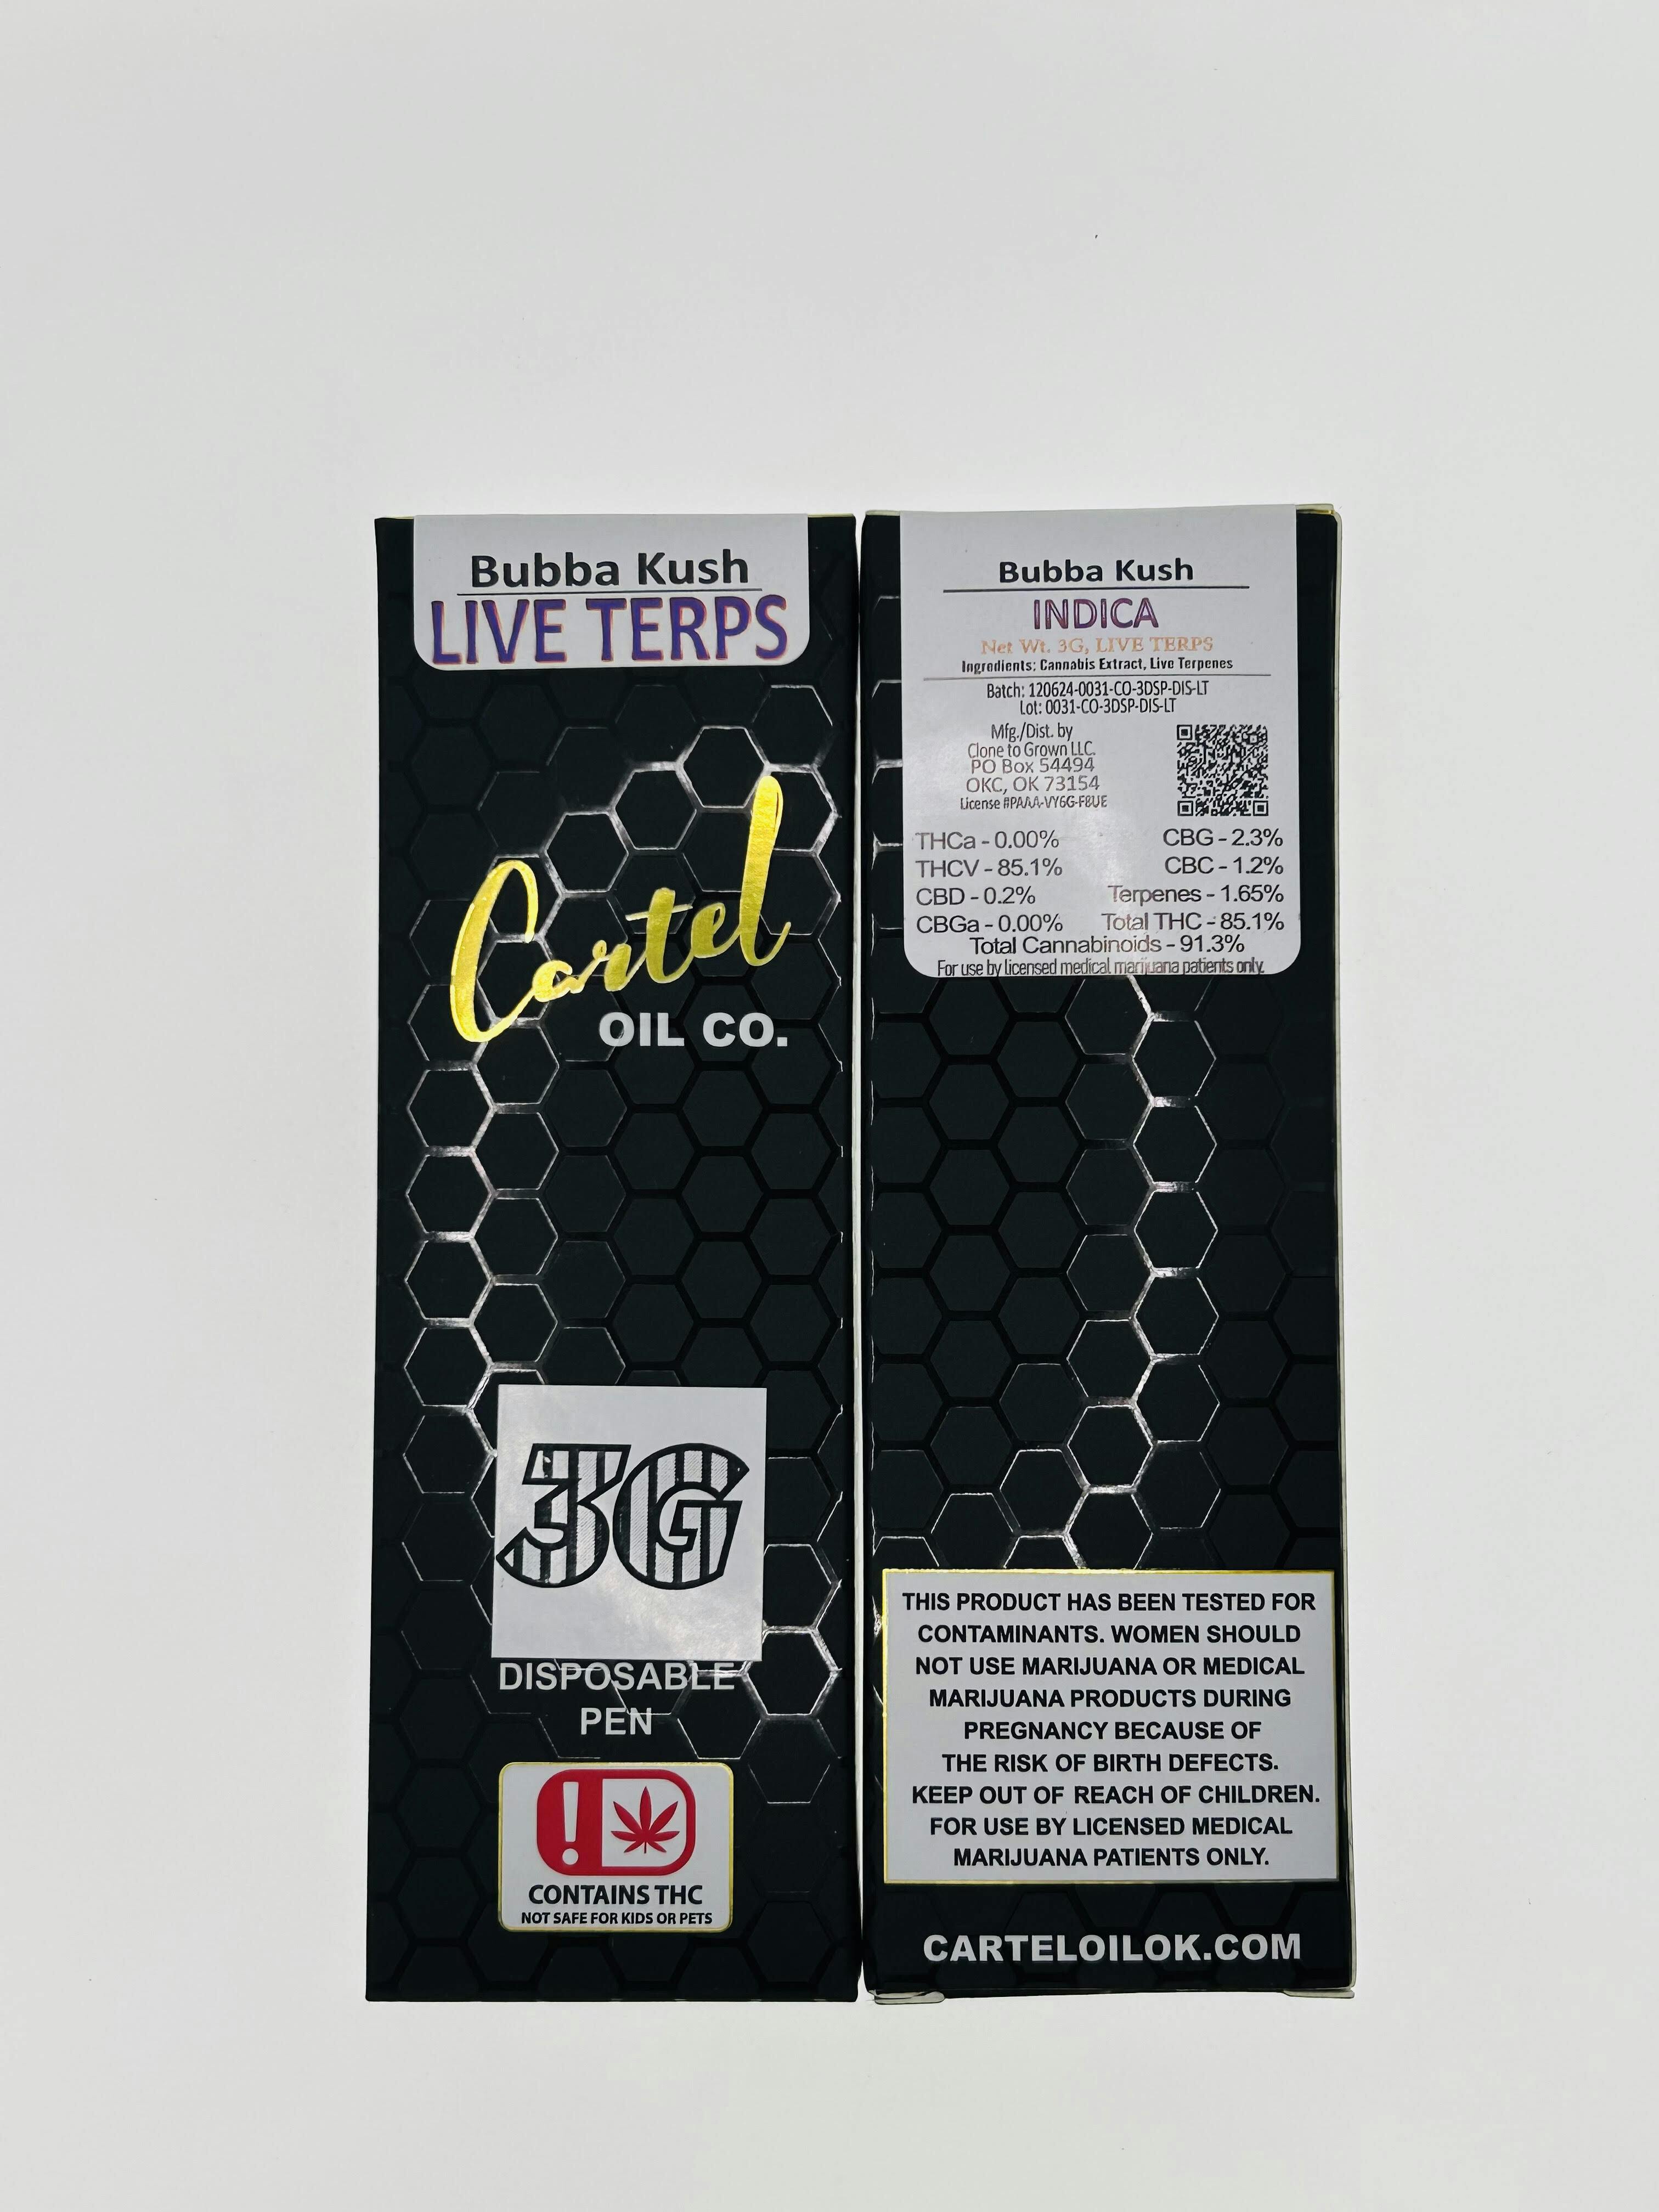 Bubba Kush
LIVE TERPS
Cartel
OIL CO.
3G
DISPOSABLE
PEN
!
CONTAINS THC
NOT SAFE FOR KIDS OR PETS
Bubba Kush
INDICA
Net Wt. 3G, LIVE TERPS
Ingredients: Cannabis Extract, Live Terpenes
Batch: 120624-0031-CO-3DSP-DIS-LT
Lot: 0031-CO-3DSP-DIS-LT
Mfg./Dist. by
Clone to Grown LLC.
PO Box 54494
OKC, OK 73154
License #PAAA-VY6G-F8UE
THCa - 0.00% CBG - 2.3%
THCV - 85.1% CBC - 1.2%
CBD - 0.2% Terpenes - 1.65%
CBGa - 0.00% Total THC - 85.1%
Total Cannabinoids - 91.3%
For use by licensed medical marijuana patients only.
THIS PRODUCT HAS BEEN TESTED FOR
CONTAMINANTS. WOMEN SHOULD
NOT USE MARIJUANA OR MEDICAL
MARIJUANA PRODUCTS DURING
PREGNANCY BECAUSE OF
THE RISK OF BIRTH DEFECTS.
KEEP OUT OF REACH OF CHILDREN.
FOR USE BY LICENSED MEDICAL
MARIJUANA PATIENTS ONLY.
CARTELOILOK.COM